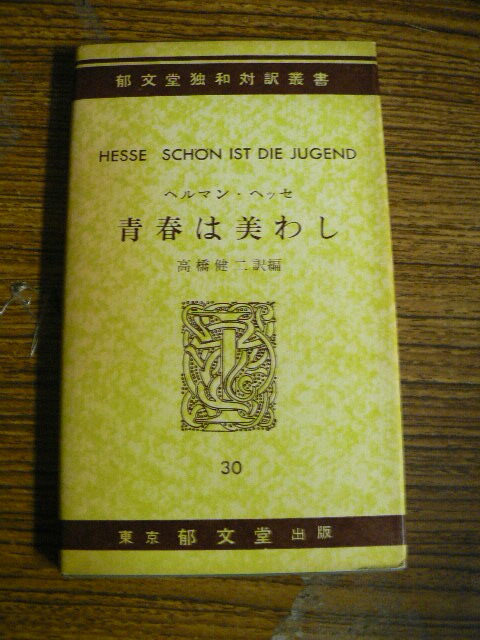 郁文堂独和対訳叢書
HESSE SCHÖN IST DIE JUGEND
ヘルマン・ヘッセ
青春は美わし
高橋健二訳編
30
東京 郁文堂 出版